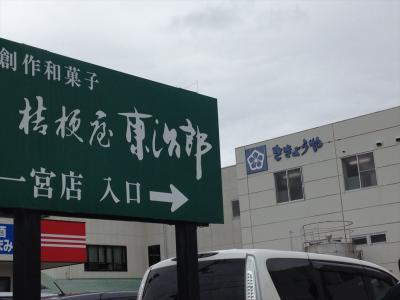 創作和菓子
桔梗屋 東治郎
一宮店 入口→
ききょうや
酒